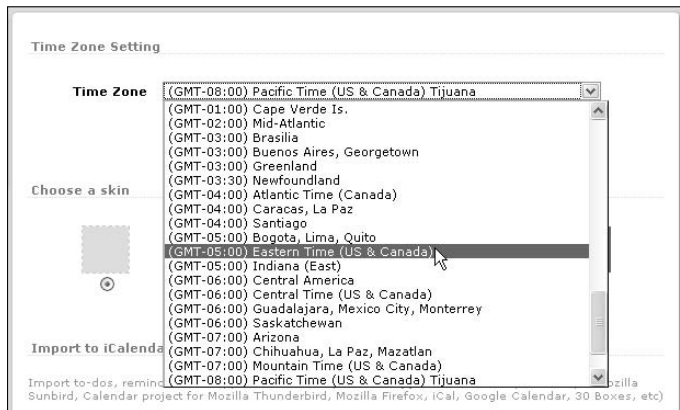 Time Zone Setting
Time Zone (GMT-08:00) Pacific Time (US & Canada) Tijuana
(GMT-01:00) Cape Verde Is.
(GMT-02:00) Mid-Atlantic
(GMT-03:00) Brasilia
(GMT-03:00) Buenos Aires, Georgetown
(GMT-03:00) Greenland
(GMT-03:30) Newfoundland
(GMT-04:00) Atlantic Time (Canada)
(GMT-04:00) Caracas, La Paz
(GMT-04:00) Santiago
(GMT-05:00) Bogota, Lima, Quito
(GMT-05:00) Eastern Time (US & Canada)
(GMT-05:00) Indiana (East)
(GMT-06:00) Central America
(GMT-06:00) Central Time (US & Canada)
(GMT-06:00) Guadalajara, Mexico City, Monterrey
(GMT-06:00) Saskatchewan
(GMT-07:00) Arizona
(GMT-07:00) Chihuahua, La Paz, Mazatlan
(GMT-07:00) Mountain Time (US & Canada)
(GMT-08:00) Pacific Time (US & Canada) Tijuana
Choose a skin
Import to iCalenda
Import to-dos, reminc
ozilla
Sunbird, Calendar project for Mozilla Thunderbird, Mozilla Firefox, iCal, Google Calendar, 30 Boxes, etc)